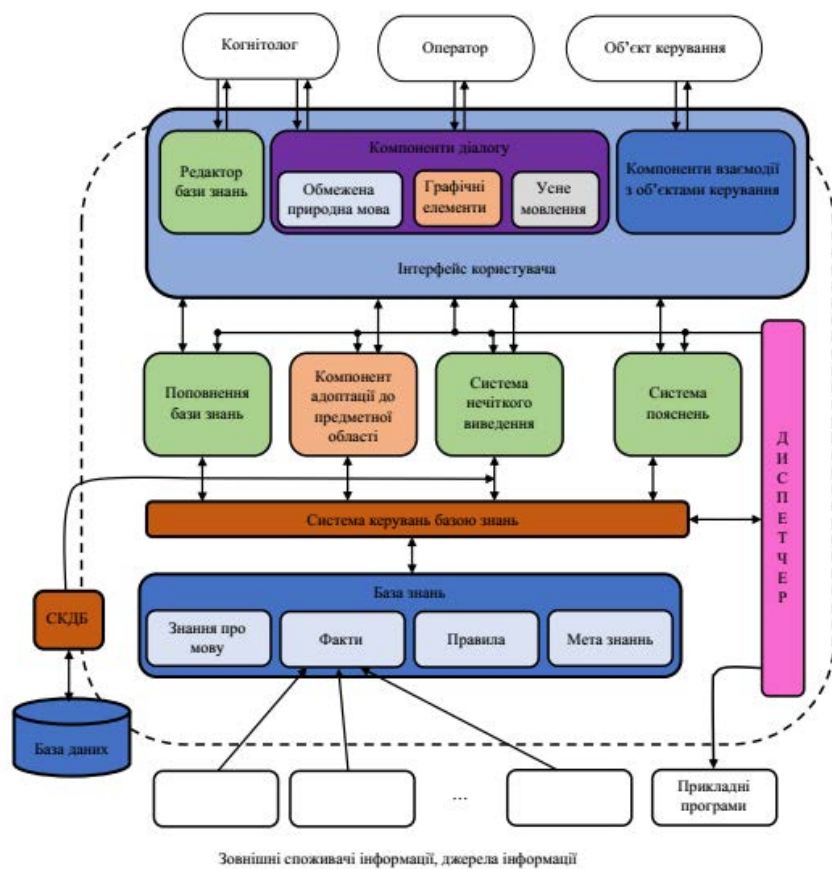 Когнітолог
Оператор
Об’єкт керування
Редактор
бази знань
Компоненти діалогу
Обмежена
природна мова
Графічні
елементи
Усне
мовлення
Компоненти взаємодії
з об’єктами керування
Інтерфейс користувача
Поповнення
бази знань
Компонент
адоптації до
предметної
області
Система
нечіткого
виведення
Система
пояснень
ДИСПЕТЧЕР
Система керувань базою знань
СКДБ
База знань
Знання про
мову
Факти
Правила
Мета знаннь
База даних
...
Прикладні
програми
Зовнішні споживачі інформації, джерела інформації